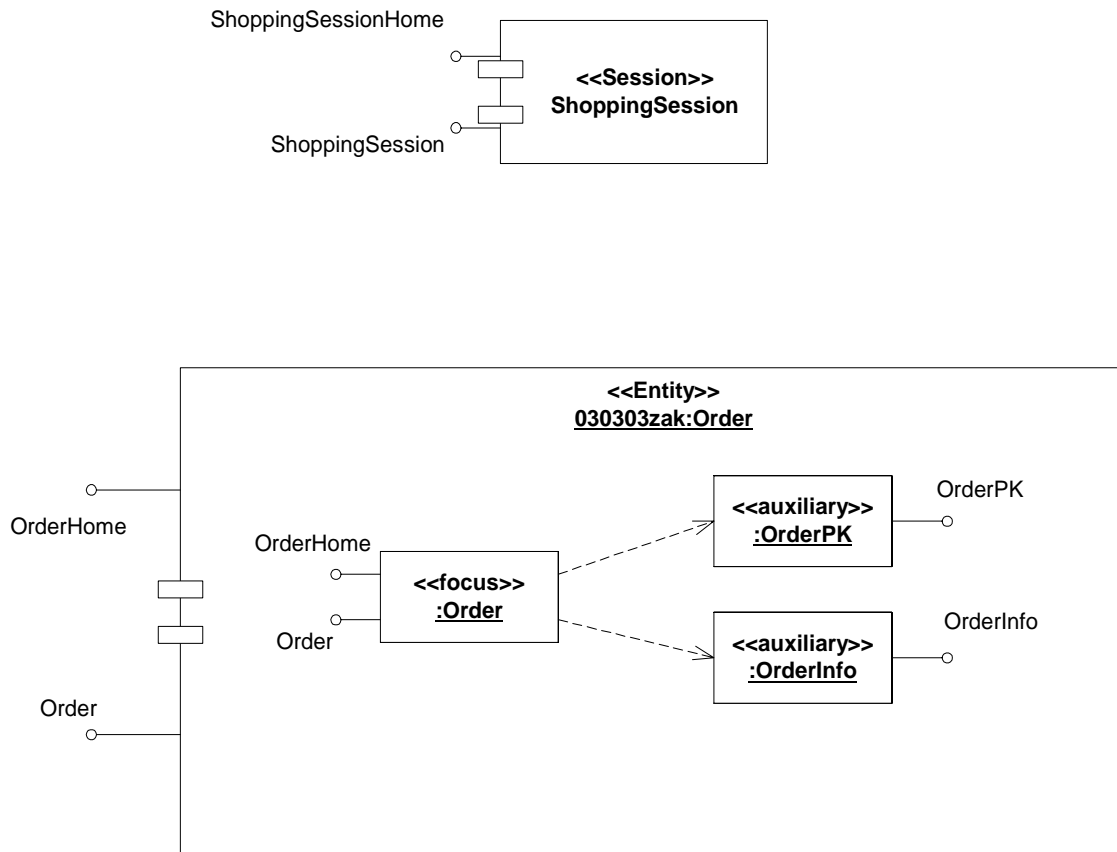 ShoppingSessionHome
<<Session>>
ShoppingSession
ShoppingSession
<<Entity>>
030303zak:Order
OrderHome
Order
OrderHome
Order
<<focus>>
:Order
<<auxiliary>>
:OrderPK
OrderPK
<<auxiliary>>
:OrderInfo
OrderInfo